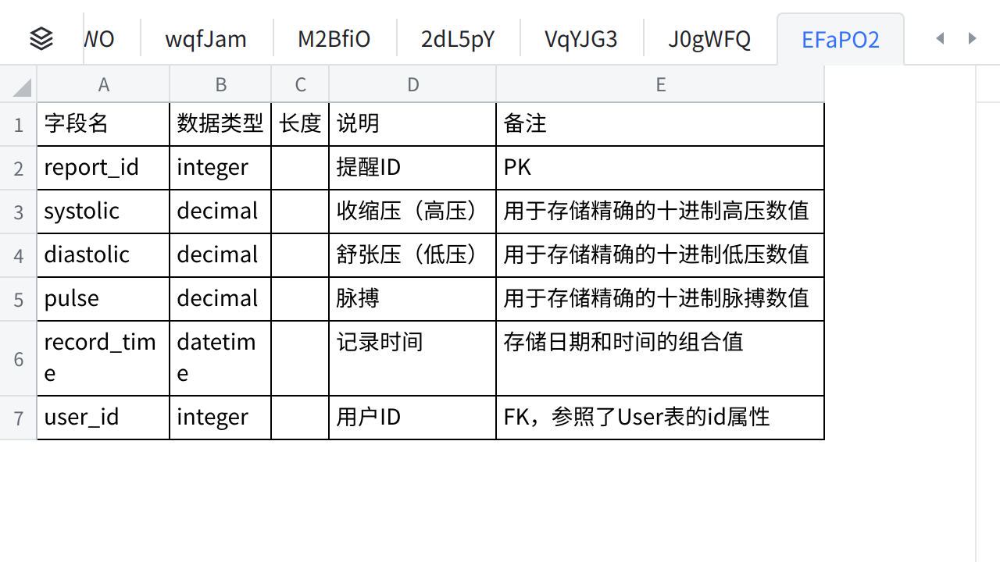 WO wqfJam M2BfiO 2dL5pY VqYJG3 J0gWFQ EFaPO2
A B C D E
1 字段名 数据类型 长度 说明 备注
2 report_id integer 提醒ID PK
3 systolic decimal 收缩压（高压） 用于存储精确的十进制高压数值
4 diastolic decimal 舒张压（低压） 用于存储精确的十进制低压数值
5 pulse decimal 脉搏 用于存储精确的十进制脉搏数值
6 record_tim datetim 记录时间 存储日期和时间的组合值
e e
7 user_id integer 用户ID FK，参照了User表的id属性